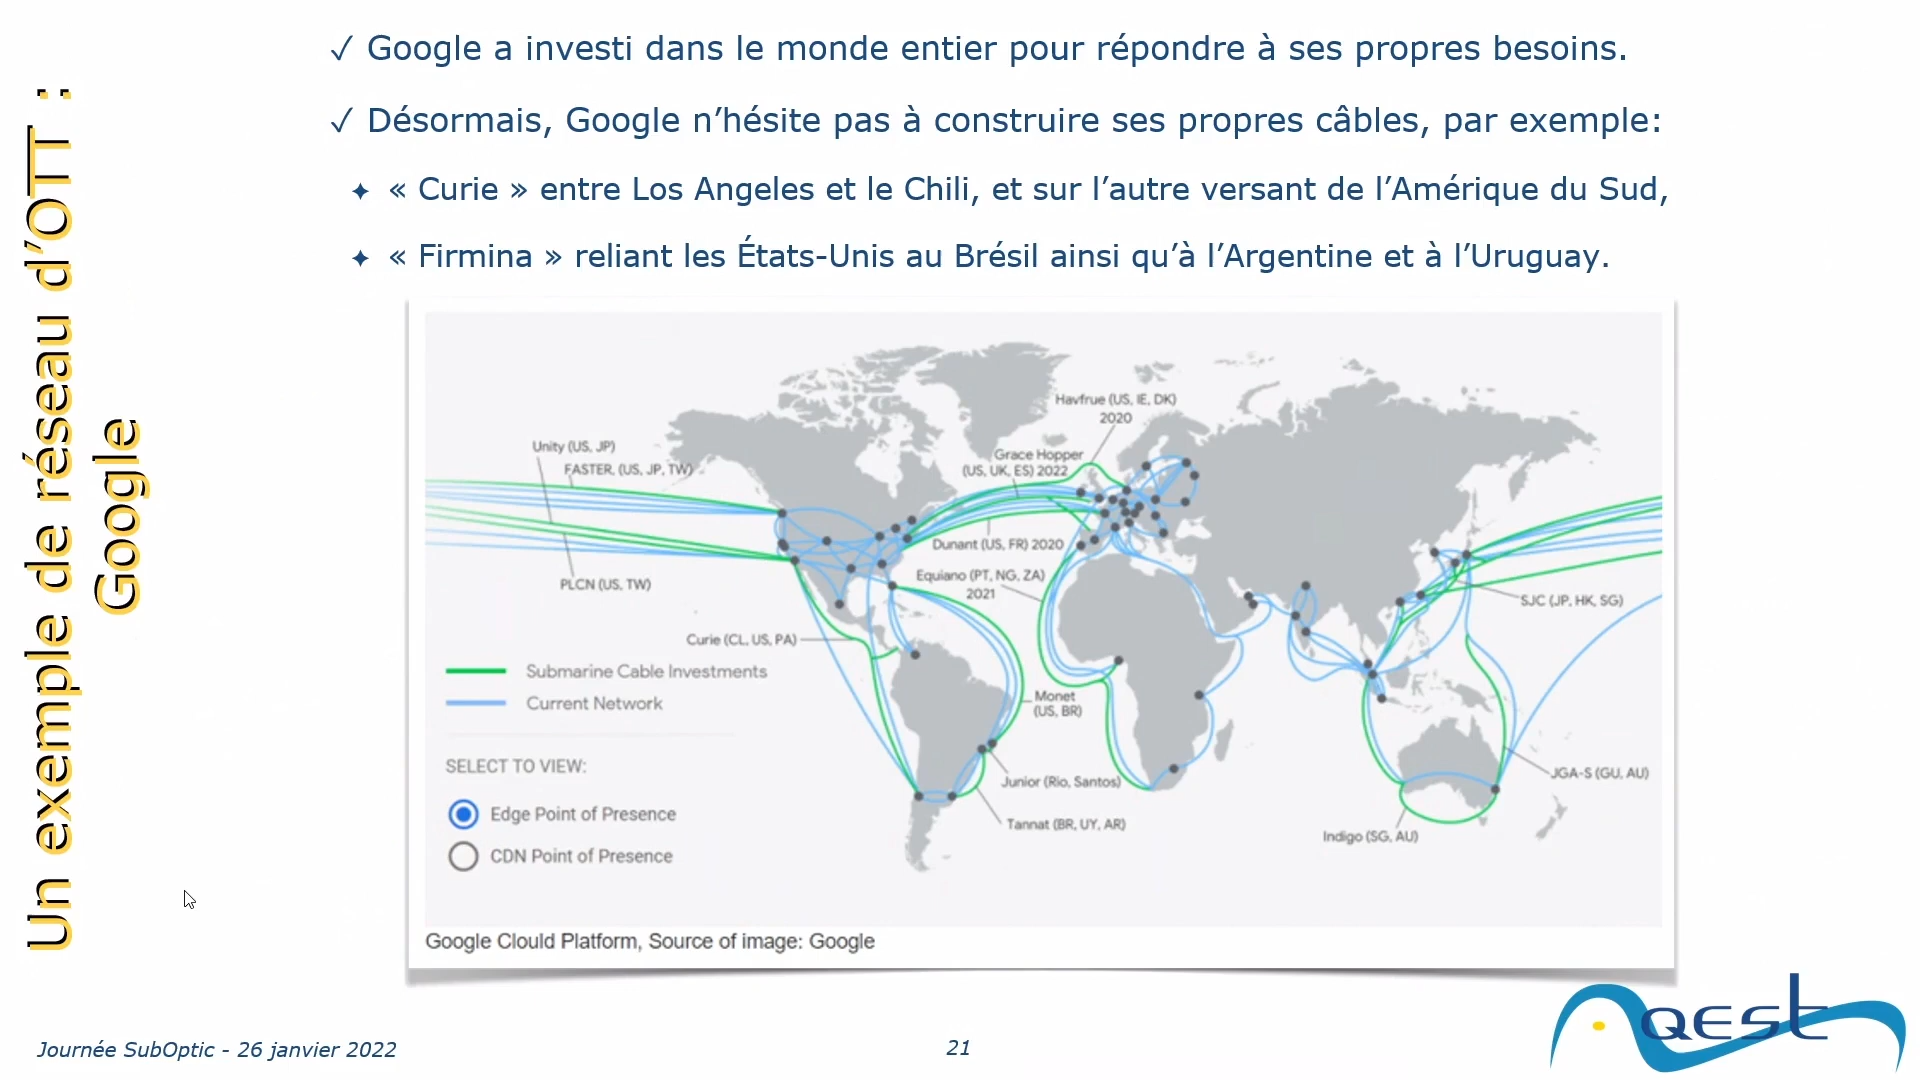 Un exemple de réseau d’OTT :
Google
✓ Google a investi dans le monde entier pour répondre à ses propres besoins.
✓ Désormais, Google n’hésite pas à construire ses propres câbles, par exemple:
✦ « Curie » entre Los Angeles et le Chili, et sur l’autre versant de l’Amérique du Sud,
✦ « Firmina » reliant les États-Unis au Brésil ainsi qu’à l’Argentine et à l’Uruguay.
Havfrue (US, IE, DK)
2020
Unity (US, JP)
FASTER, (US, JP, TW)
Grace Hopper
(US, UK, ES) 2022
Dunant (US, FR) 2020
PLCN (US, TW)
Equiano (PT, NG, ZA)
2021
SJC (JP, HK, SG)
Curie (CL, US, PA)
Submarine Cable Investments
Current Network
Monet
(US, BR)
SELECT TO VIEW:
Edge Point of Presence
CDN Point of Presence
Junior (Rio, Santos)
Tannat (BR, UY, AR)
JGA-S (GU, AU)
Indigo (SG, AU)
Google Clould Platform, Source of image: Google
Journée SubOptic - 26 janvier 2022
21
QEST